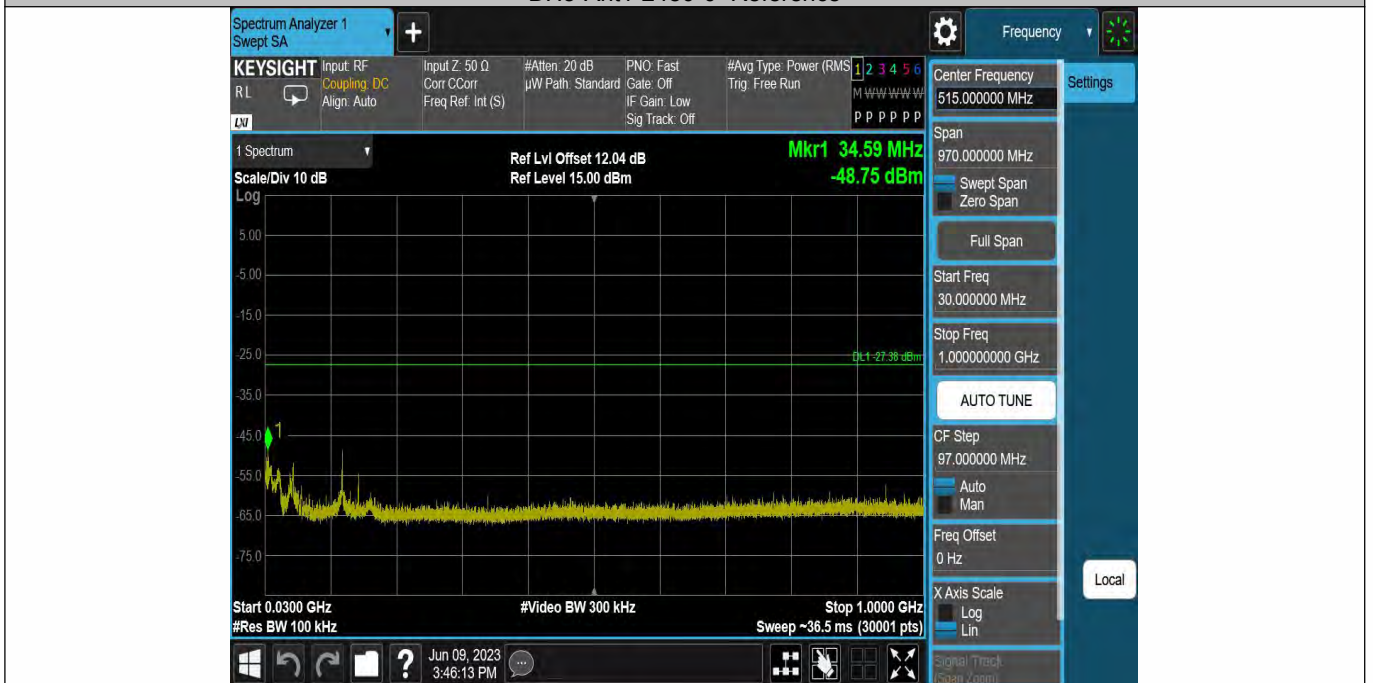 Spectrum Analyzer 1
Swept SA
+
Frequency
KEYSIGHT
RL
LXI
Input: RF
Coupling: DC
Align: Auto
Input Z: 50 Ω
Corr CCorr
Freq Ref: Int (S)
#Atten: 20 dB
µW Path: Standard
PNO: Fast
Gate: Off
IF Gain: Low
Sig Track: Off
#Avg Type: Power (RMS
Trig: Free Run
1 2 3 4 5 6
M W W W W W
P P P P P P
1 Spectrum
Scale/Div 10 dB
Ref Lvl Offset 12.04 dB
Ref Level 15.00 dBm
Mkr1 34.59 MHz
-48.75 dBm
Log
5.00
-5.00
-15.0
-25.0
DL1 -27.38 dBm
-35.0
-45.0
1
-55.0
-65.0
-75.0
Start 0.0300 GHz
#Res BW 100 kHz
#Video BW 300 kHz
Stop 1.0000 GHz
Sweep ~36.5 ms (30001 pts)
Center Frequency
515.000000 MHz
Settings
Span
970.000000 MHz
Swept Span
Zero Span
Full Span
Start Freq
30.000000 MHz
Stop Freq
1.000000000 GHz
AUTO TUNE
CF Step
97.000000 MHz
Auto
Man
Freq Offset
0 Hz
X Axis Scale
Log
Lin
Local
Signal Track
(Span Zoom)
?
Jun 09, 2023
3:46:13 PM